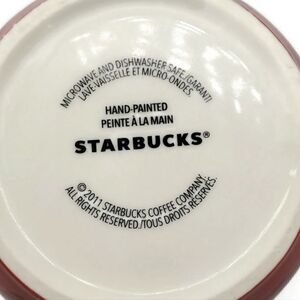 MICROWAVE AND DISHWASHER SAFE/GARANTI
LAVE VAISSELLE ET MICRO-ONDES.
HAND-PAINTED
PEINTE À LA MAIN
STARBUCKS®
© 2011 STARBUCKS COFFEE COMPANY.
ALL RIGHTS RESERVED./TOUS DROITS RÉSERVÉS.